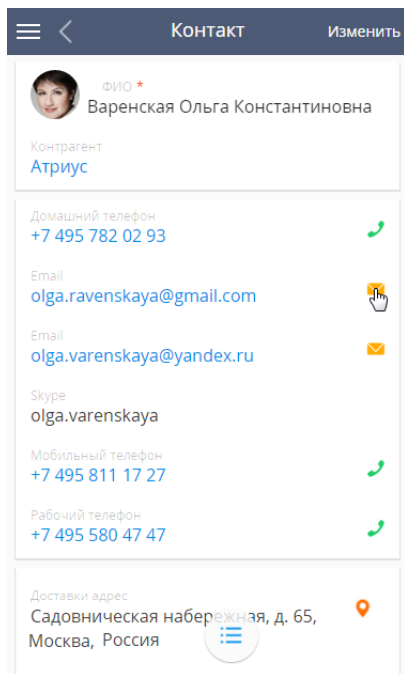 Контакт Изменить
ФИО *
Варенская Ольга Константиновна
Контрагент
Атриус
Домашний телефон
+7 495 782 02 93
Email
olga.ravenskaya@gmail.com
Email
olga.varenskaya@yandex.ru
Skype
olga.varenskaya
Мобильный телефон
+7 495 811 17 27
Рабочий телефон
+7 495 580 47 47
Доставки адрес
Садовническая набережная, д. 65,
Москва, Россия